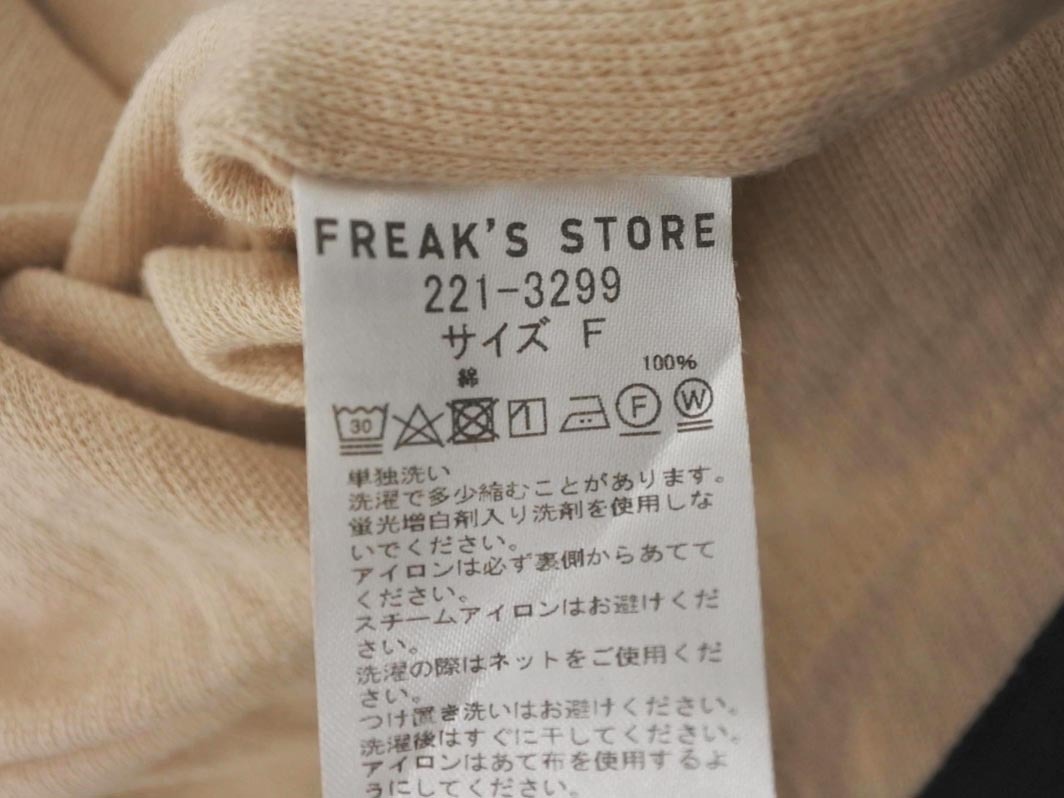 FREAK'S STORE
221-3299
サイズ F
綿 100%
30 F W
単独洗い
洗濯で多少縮むことがあります。
蛍光増白剤入り洗剤を使用しな
いでください。
アイロンは必ず裏側からあてて
ください。
スチームアイロンはお避けくだ
さい。
洗濯の際はネットをご使用くだ
さい。
つけ置き洗いはお避けください。
洗濯後はすぐに干してください。
アイロンはあて布を使用するよ
うにしてください。